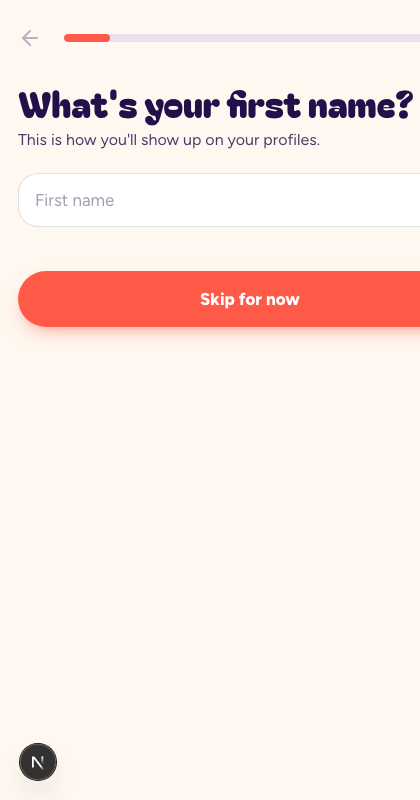 What's your first name?
This is how you'll show up on your profiles.
First name
Skip for now
N